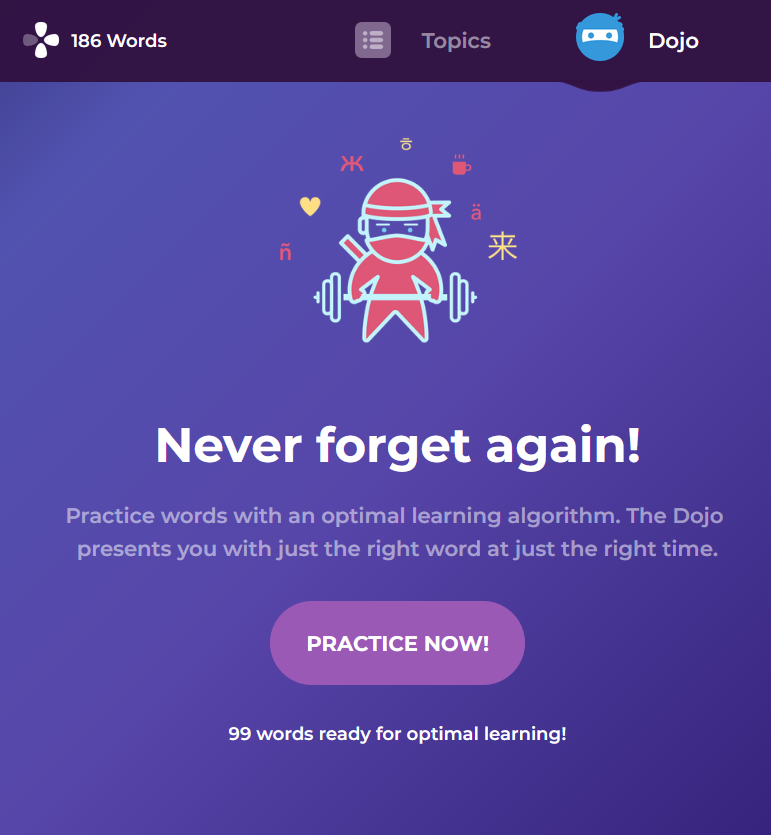 186 Words
Topics
Dojo
ㅎ
Ж
ä
来
ñ
Never forget again!
Practice words with an optimal learning algorithm. The Dojo
presents you with just the right word at just the right time.
PRACTICE NOW!
99 words ready for optimal learning!